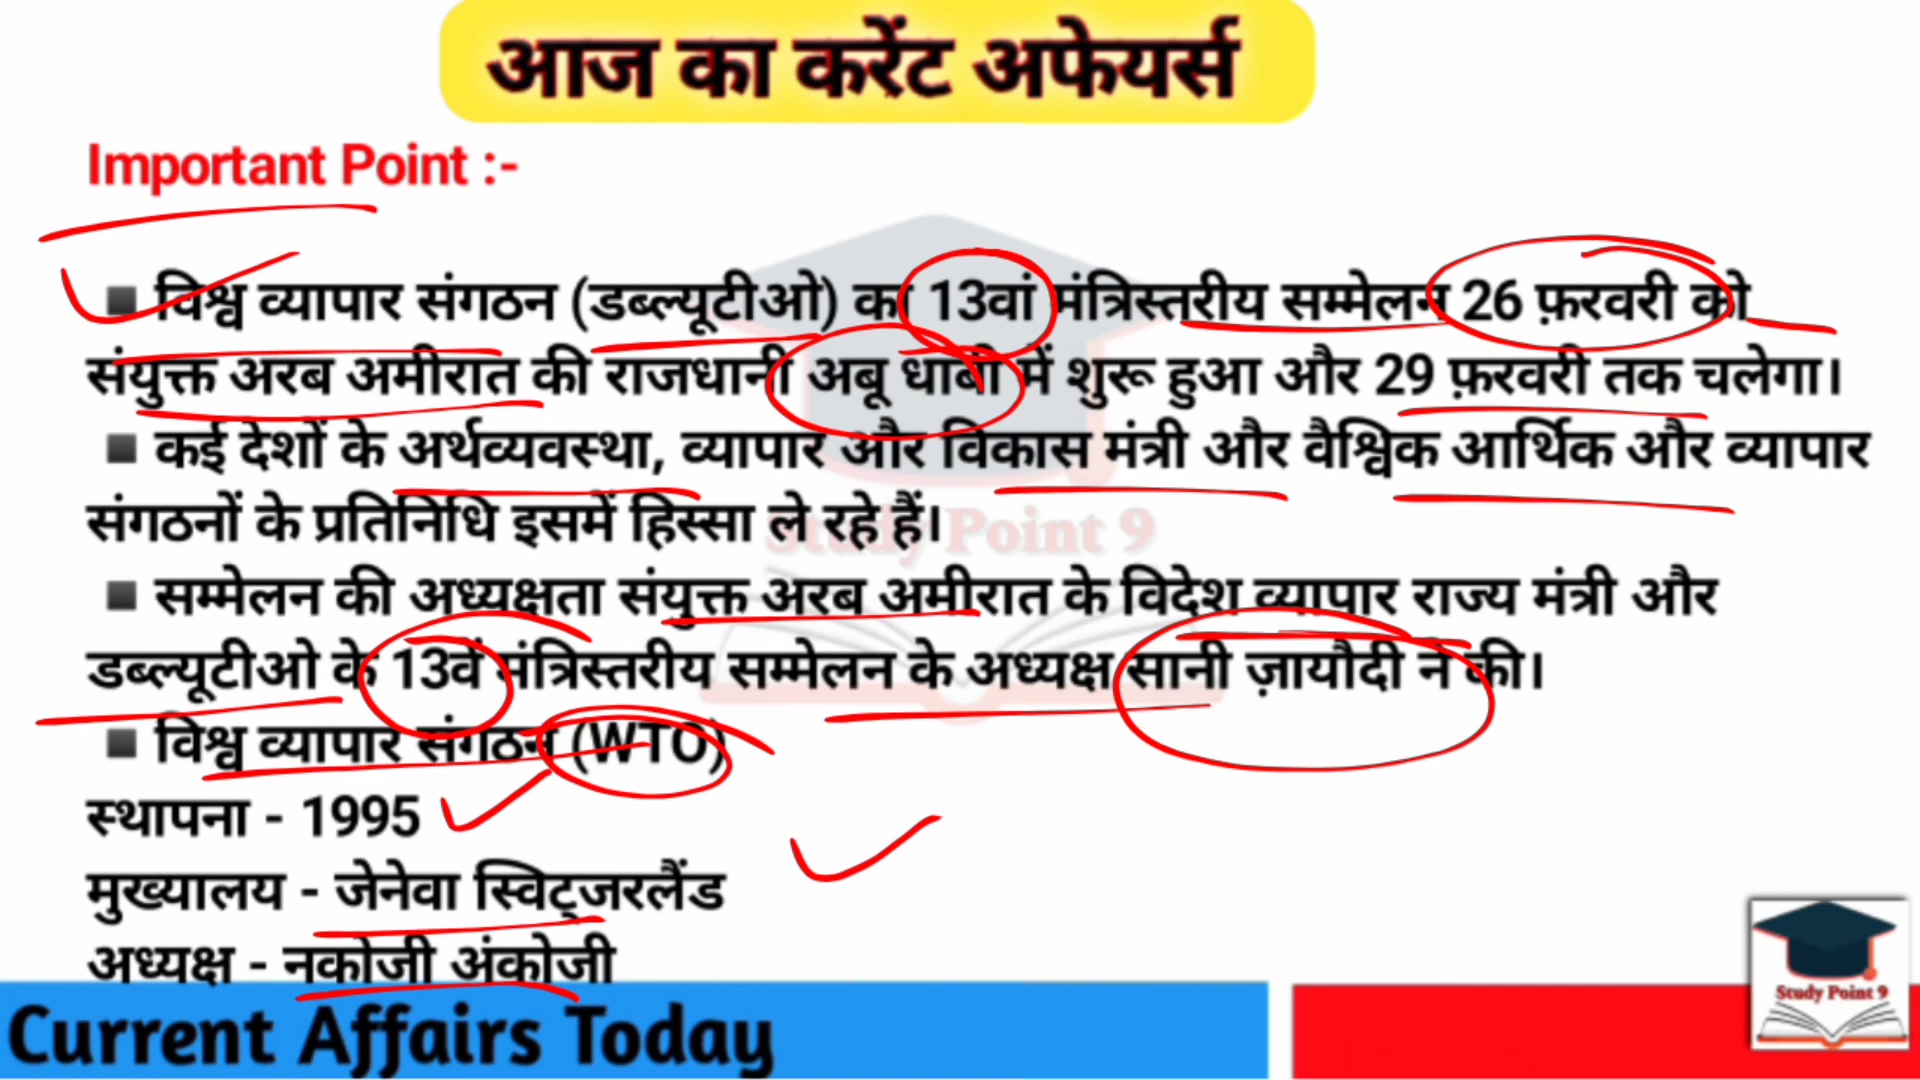 आज का करेंट अफेयर्स
Important Point :-
▪ विश्व व्यापार संगठन (डब्ल्यूटीओ) का 13वां मंत्रिस्तरीय सम्मेलन 26 फ़रवरी को
संयुक्त अरब अमीरात की राजधानी अबू धाबी में शुरू हुआ और 29 फ़रवरी तक चलेगा।
▪ कई देशों के अर्थव्यवस्था, व्यापार और विकास मंत्री और वैश्विक आर्थिक और व्यापार
संगठनों के प्रतिनिधि इसमें हिस्सा ले रहे हैं।
Study Point 9
▪ सम्मेलन की अध्यक्षता संयुक्त अरब अमीरात के विदेश व्यापार राज्य मंत्री और
डब्ल्यूटीओ के 13वें मंत्रिस्तरीय सम्मेलन के अध्यक्ष सानी ज़ायौदी ने की।
▪ विश्व व्यापार संगठन (WTO)
स्थापना - 1995
मुख्यालय - जेनेवा स्विट्जरलैंड
अध्यक्ष - नकोजी अंकोजी
Study Point 9
Current Affairs Today